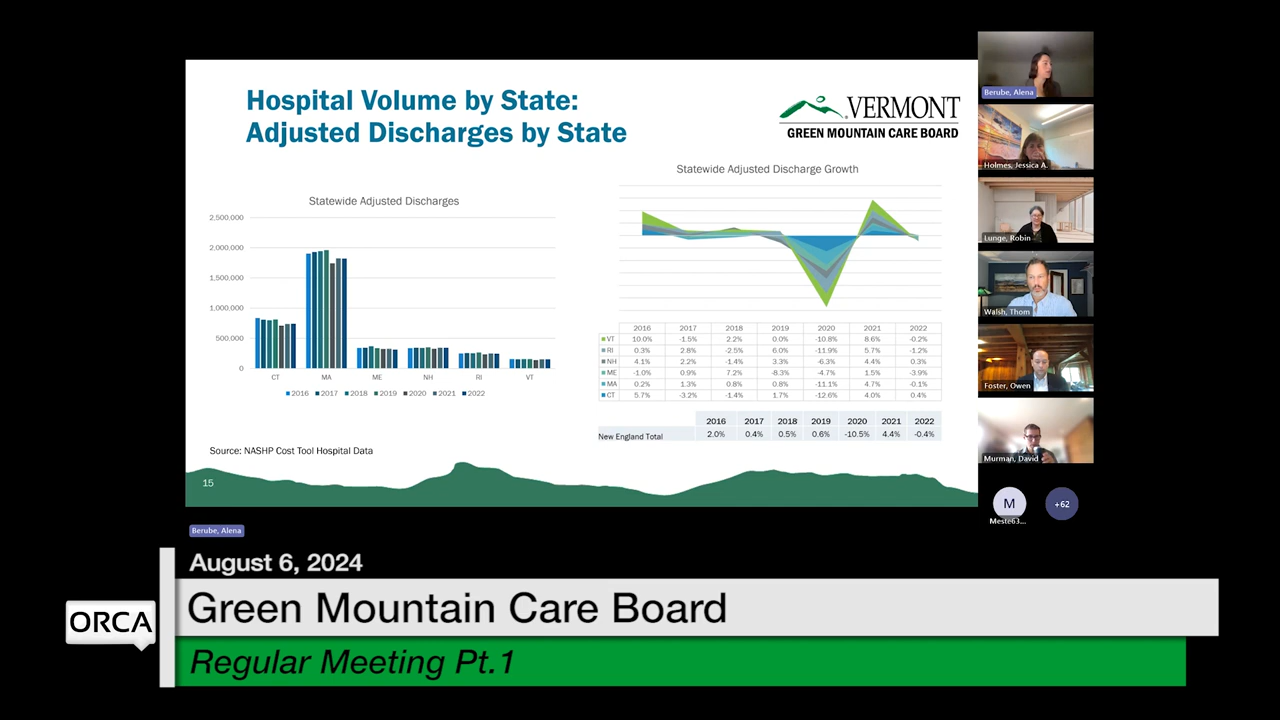 Hospital Volume by State:
Adjusted Discharges by State
VERMONT
GREEN MOUNTAIN CARE BOARD
Statewide Adjusted Discharges
2,500,000
2,000,000
1,500,000
1,000,000
500,000
0
CT MA ME NH RI VT
2016 2017 2018 2019 2020 2021 2022
Statewide Adjusted Discharge Growth
2016 2017 2018 2019 2020 2021 2022
VT 10.0% -1.5% 2.2% 0.0% -10.8% 8.6% -0.2%
RI 0.3% 2.8% -2.5% 6.0% -11.9% 5.7% -1.2%
NH 4.1% 2.2% -1.4% 3.3% -6.3% 4.4% 0.3%
ME -1.0% 0.9% 7.2% -8.3% -4.7% 1.5% -3.9%
MA 0.2% 1.3% 0.8% 0.8% -11.1% 4.7% -0.1%
CT 5.7% -3.2% -1.4% 1.7% -12.6% 4.0% 0.4%
2016 2017 2018 2019 2020 2021 2022
New England Total 2.0% 0.4% 0.5% 0.6% -10.5% 4.4% -0.4%
Source: NASHP Cost Tool Hospital Data
15
Berube, Alena
Holmes, Jessica A.
Lunge, Robin
Walsh, Thom
Foster, Owen
Murman, David
M
+62
Meste63...
Berube, Alena
August 6, 2024
ORCA
Green Mountain Care Board
Regular Meeting Pt.1